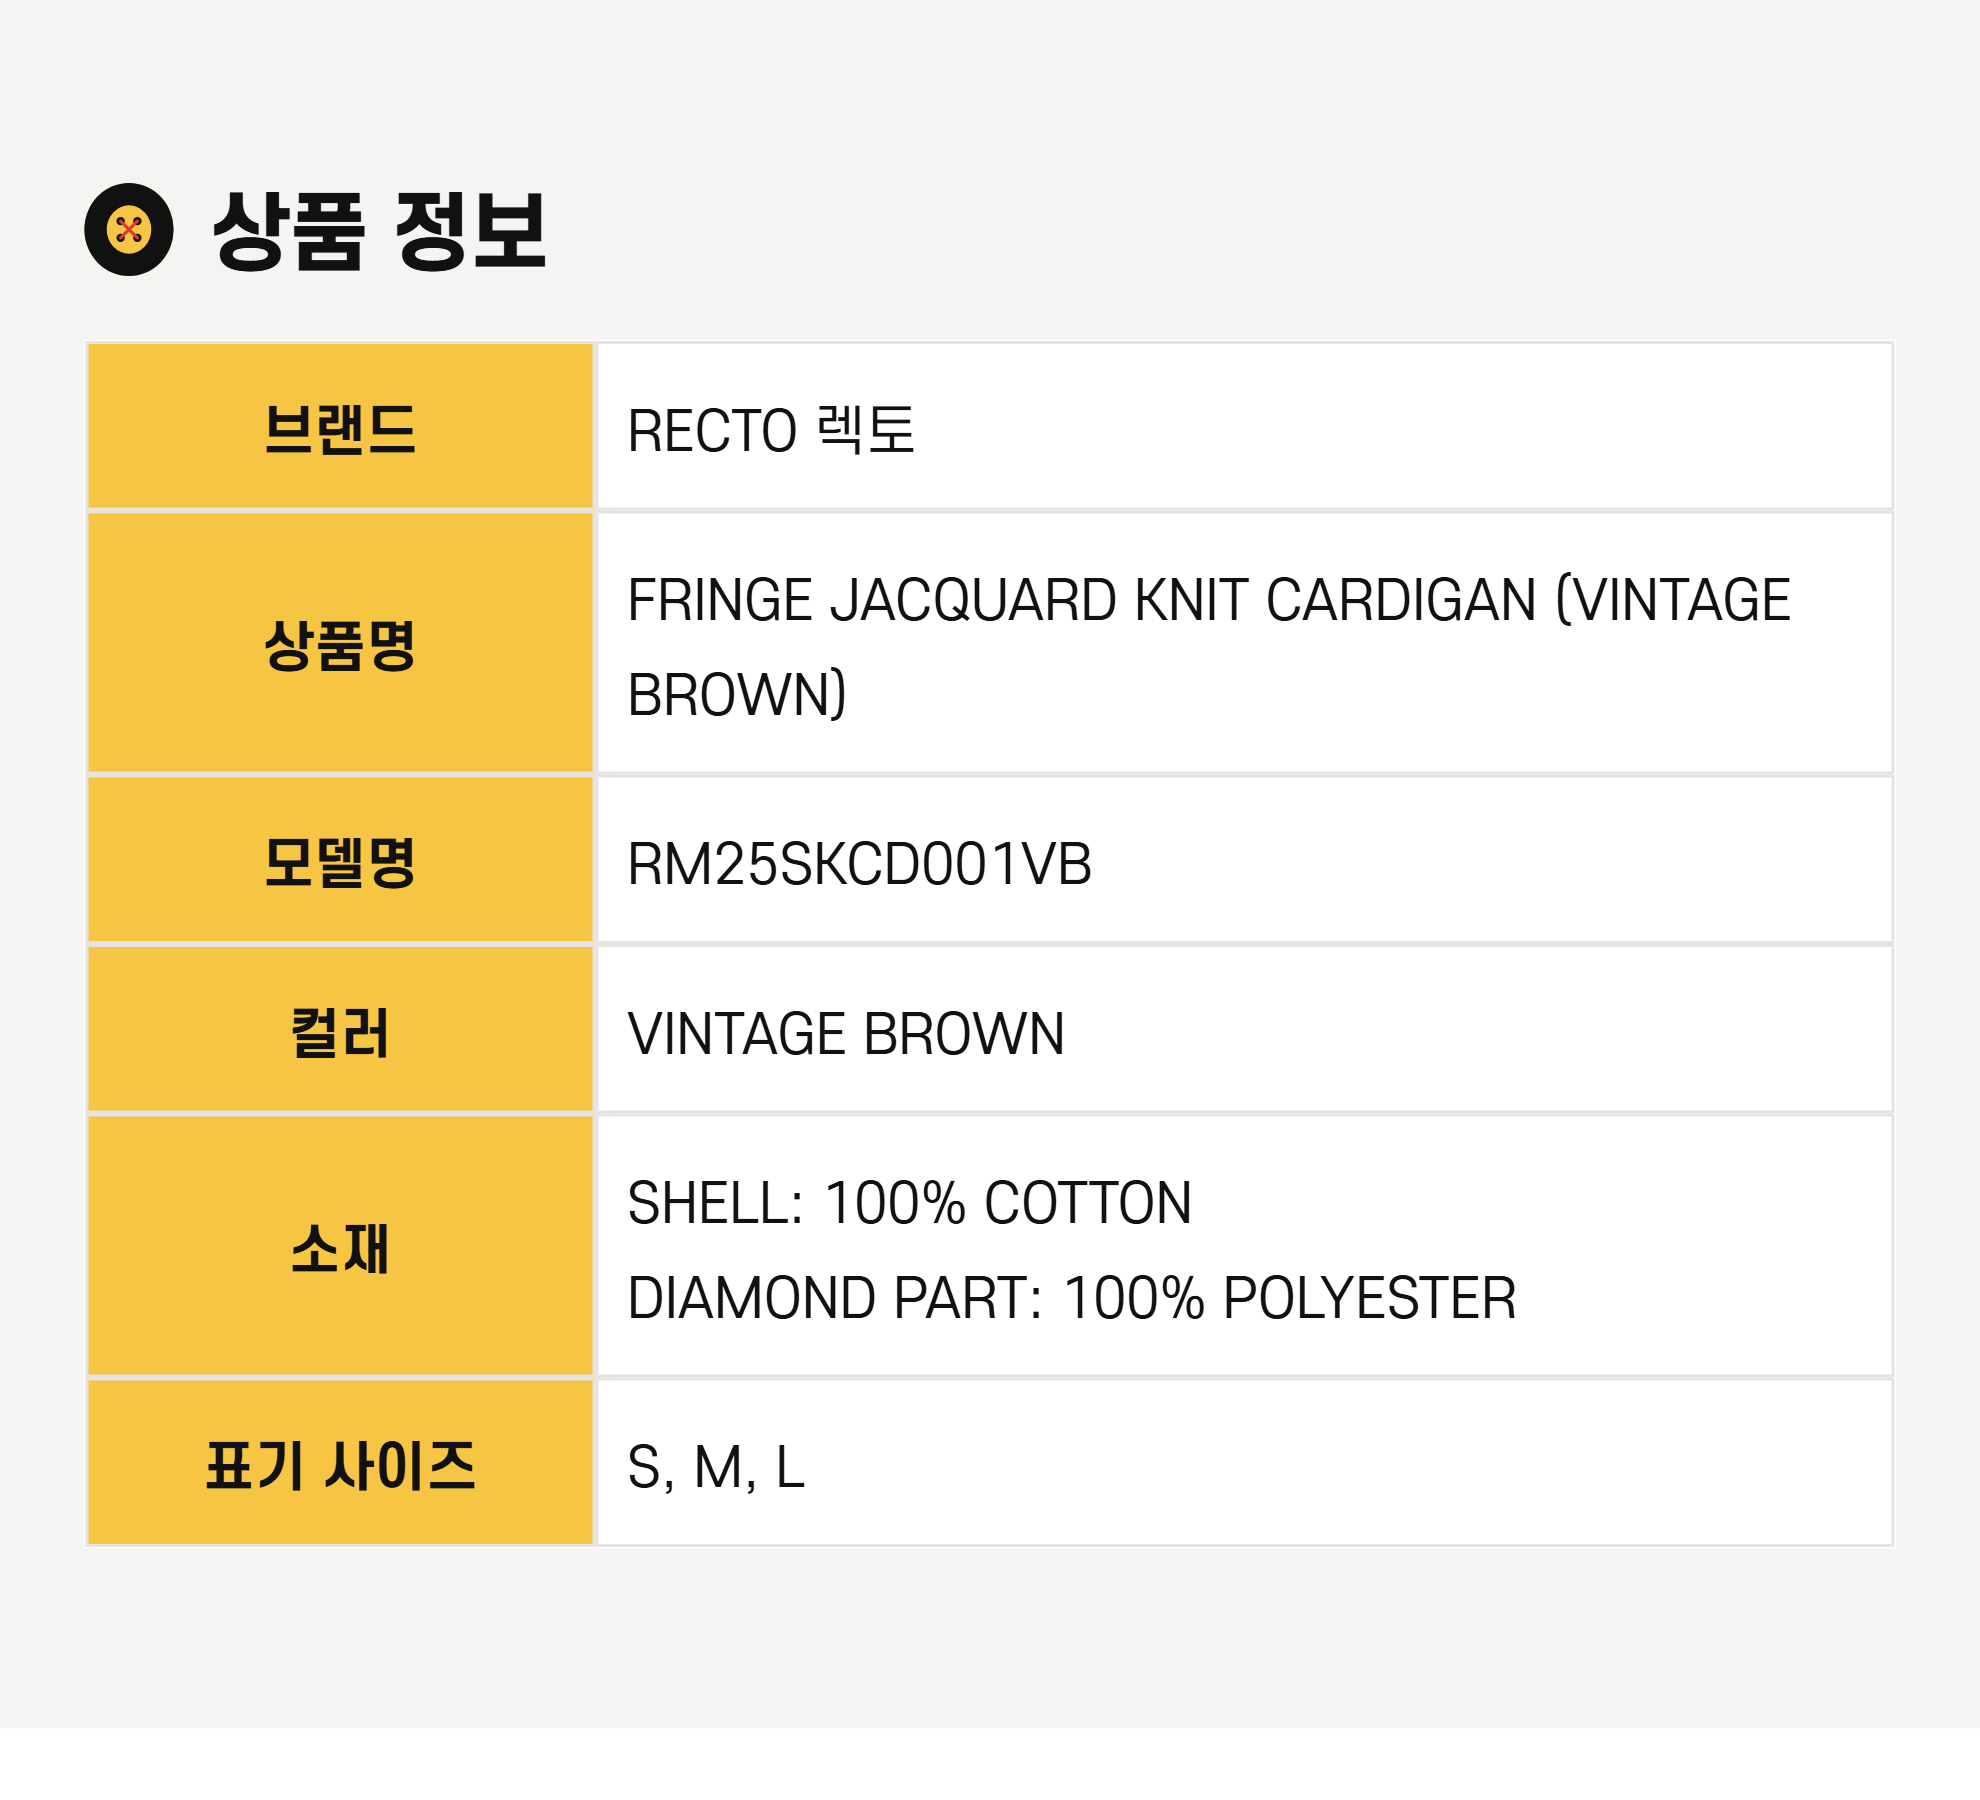 상품 정보
브랜드
RECTO 렉토
상품명
FRINGE JACQUARD KNIT CARDIGAN (VINTAGE
BROWN)
모델명
RM25SKCD001VB
컬러
VINTAGE BROWN
소재
SHELL: 100% COTTON
DIAMOND PART: 100% POLYESTER
표기 사이즈
S, M, L